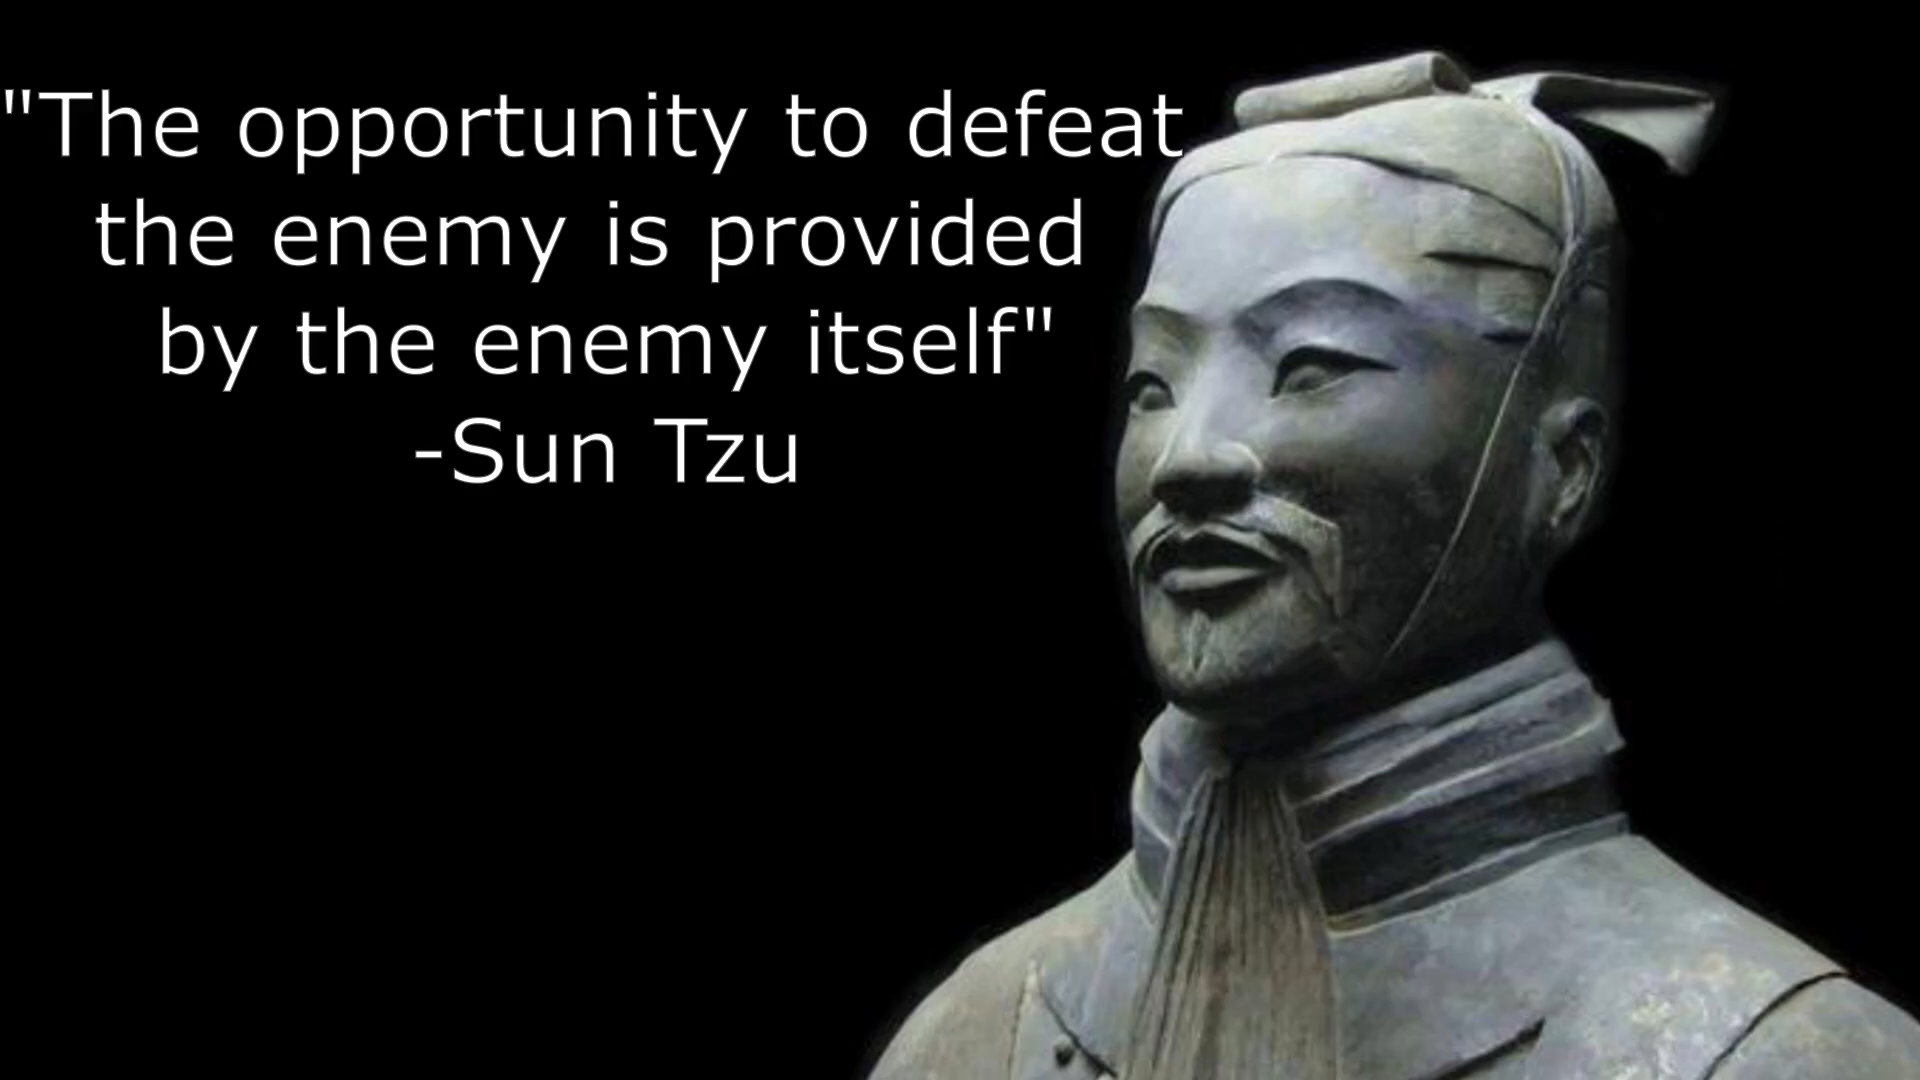 "The opportunity to defeat
the enemy is provided
by the enemy itself"
-Sun Tzu